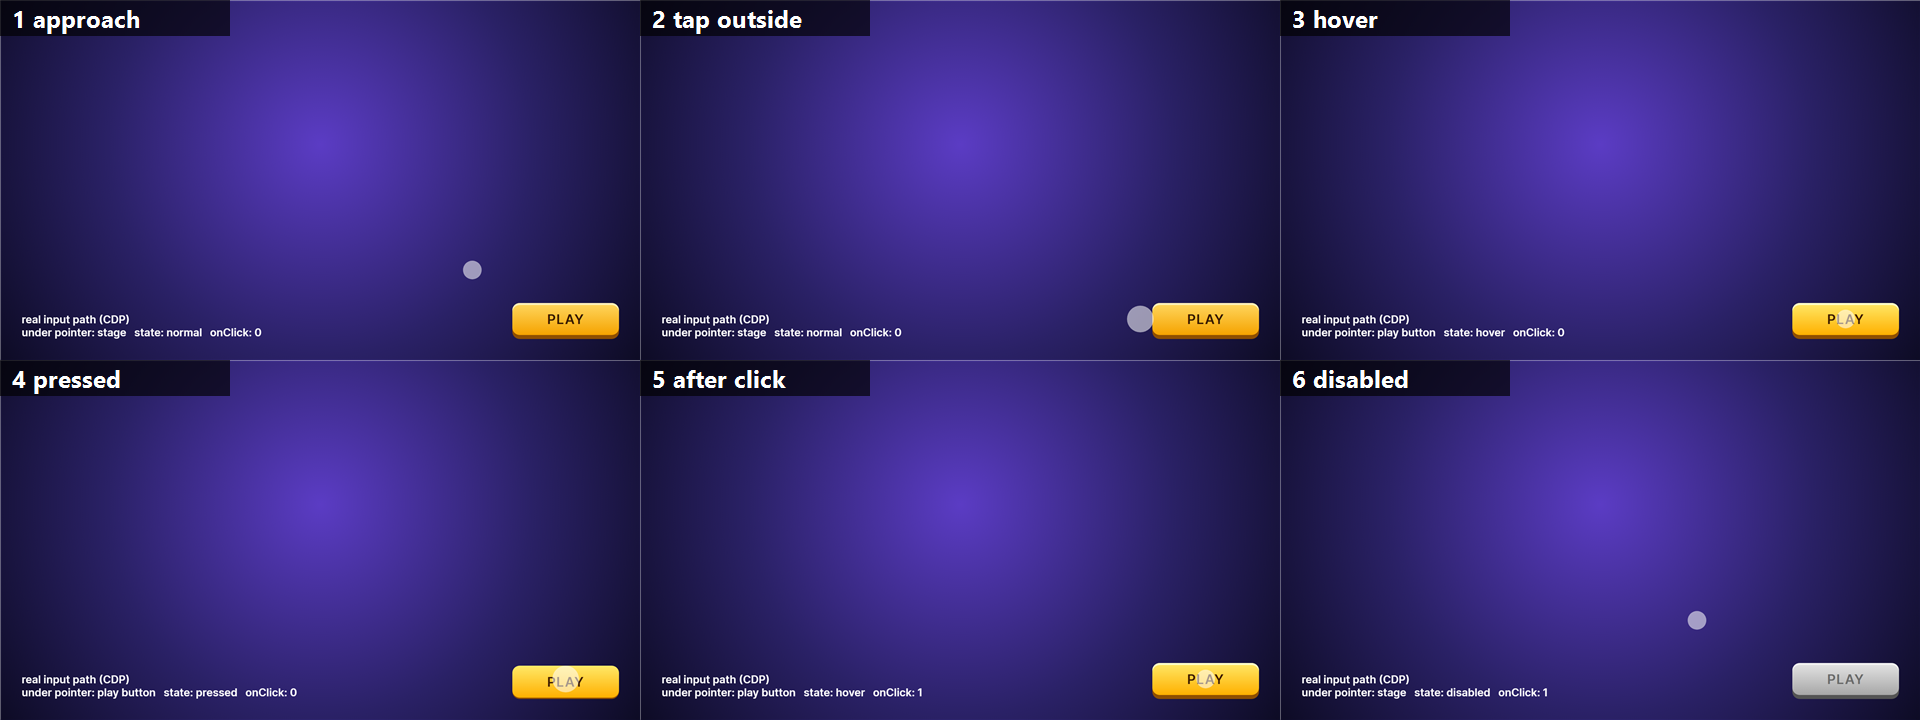 1 approach
real input path (CDP)
under pointer: stage state: normal onClick: 0
PLAY
2 tap outside
real input path (CDP)
under pointer: stage state: normal onClick: 0
PLAY
3 hover
real input path (CDP)
under pointer: play button state: hover onClick: 0
PLAY
4 pressed
real input path (CDP)
under pointer: play button state: pressed onClick: 0
PLAY
5 after click
real input path (CDP)
under pointer: play button state: hover onClick: 1
PLAY
6 disabled
real input path (CDP)
under pointer: stage state: disabled onClick: 1
PLAY